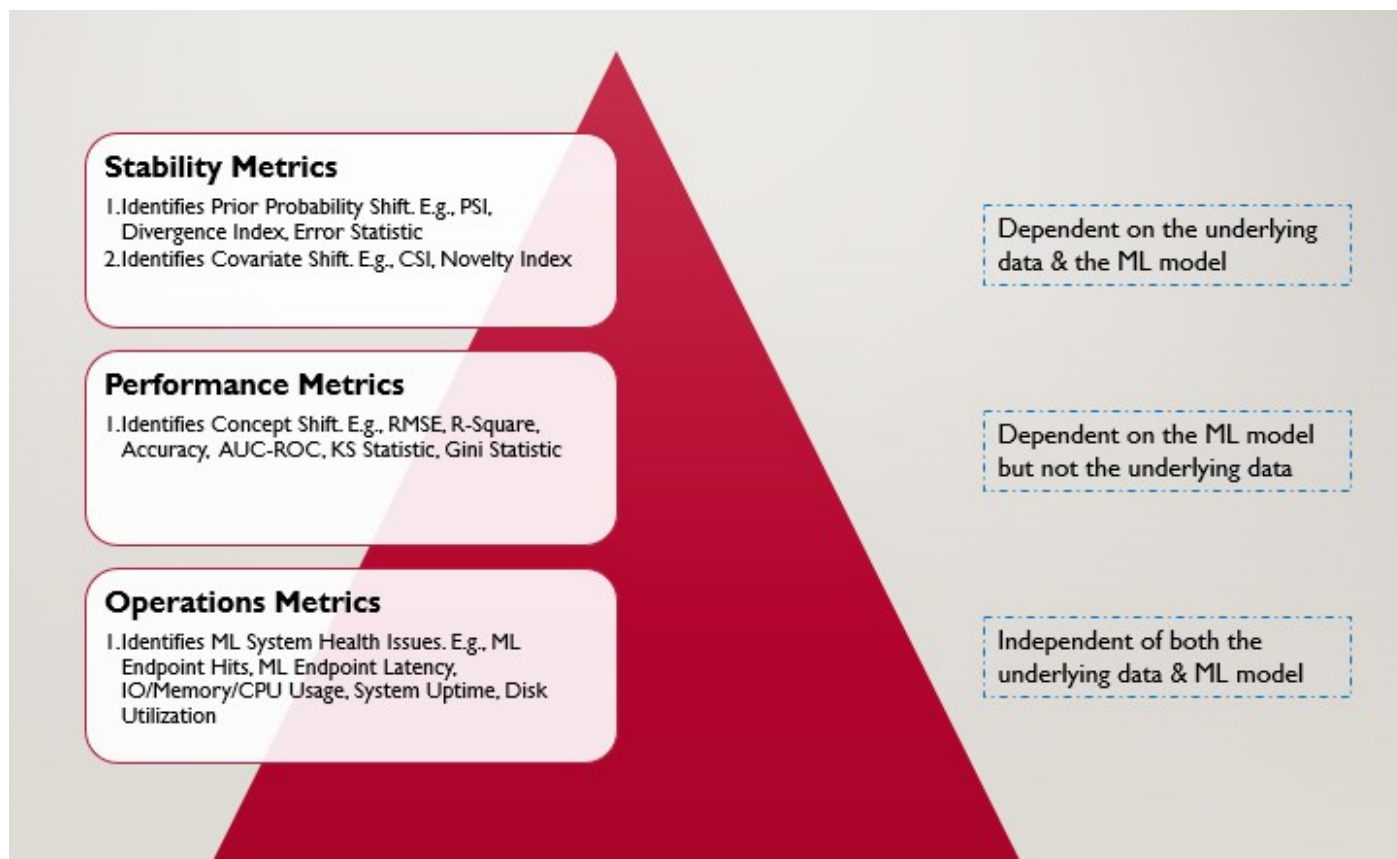 Stability Metrics
1.Identifies Prior Probability Shift. E.g., PSI,
Divergence Index, Error Statistic
2.Identifies Covariate Shift. E.g., CSI, Novelty Index
Dependent on the underlying
data & the ML model
Performance Metrics
1.Identifies Concept Shift. E.g., RMSE, R-Square,
Accuracy, AUC-ROC, KS Statistic, Gini Statistic
Dependent on the ML model
but not the underlying data
Operations Metrics
1.Identifies ML System Health Issues. E.g., ML
Endpoint Hits, ML Endpoint Latency,
IO/Memory/CPU Usage, System Uptime, Disk
Utilization
Independent of both the
underlying data & ML model